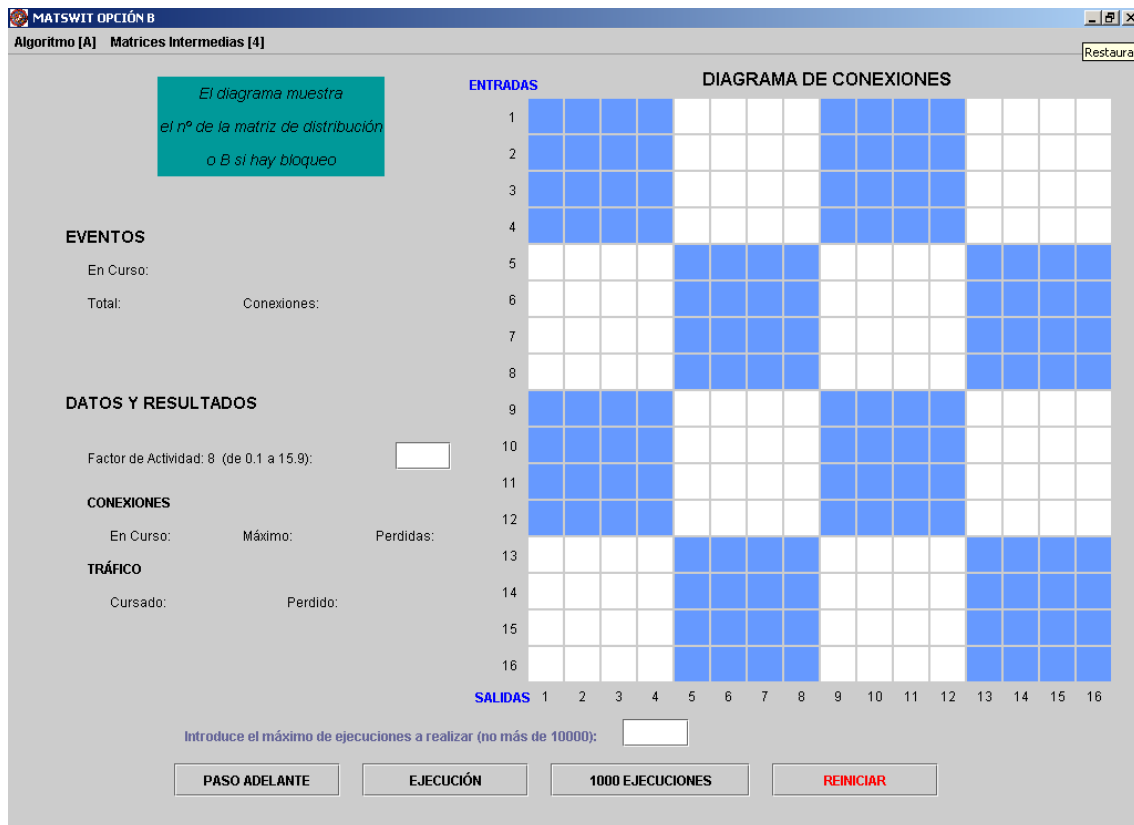 MATSWIT OPCIÓN B
Algoritmo [A] Matrices Intermedias [4]
Restaura
El diagrama muestra
el nº de la matriz de distribución
o B si hay bloqueo
ENTRADAS
DIAGRAMA DE CONEXIONES
1
2
3
4
5
6
7
8
9
10
11
12
13
14
15
16
EVENTOS
En Curso:
Total: Conexiones:
DATOS Y RESULTADOS
Factor de Actividad: 8 (de 0.1 a 15.9):
CONEXIONES
En Curso: Máximo: Perdidas:
TRÁFICO
Cursado: Perdido:
SALIDAS 1 2 3 4 5 6 7 8 9 10 11 12 13 14 15 16
Introduce el máximo de ejecuciones a realizar (no más de 10000):
PASO ADELANTE EJECUCIÓN 1000 EJECUCIONES REINICIAR